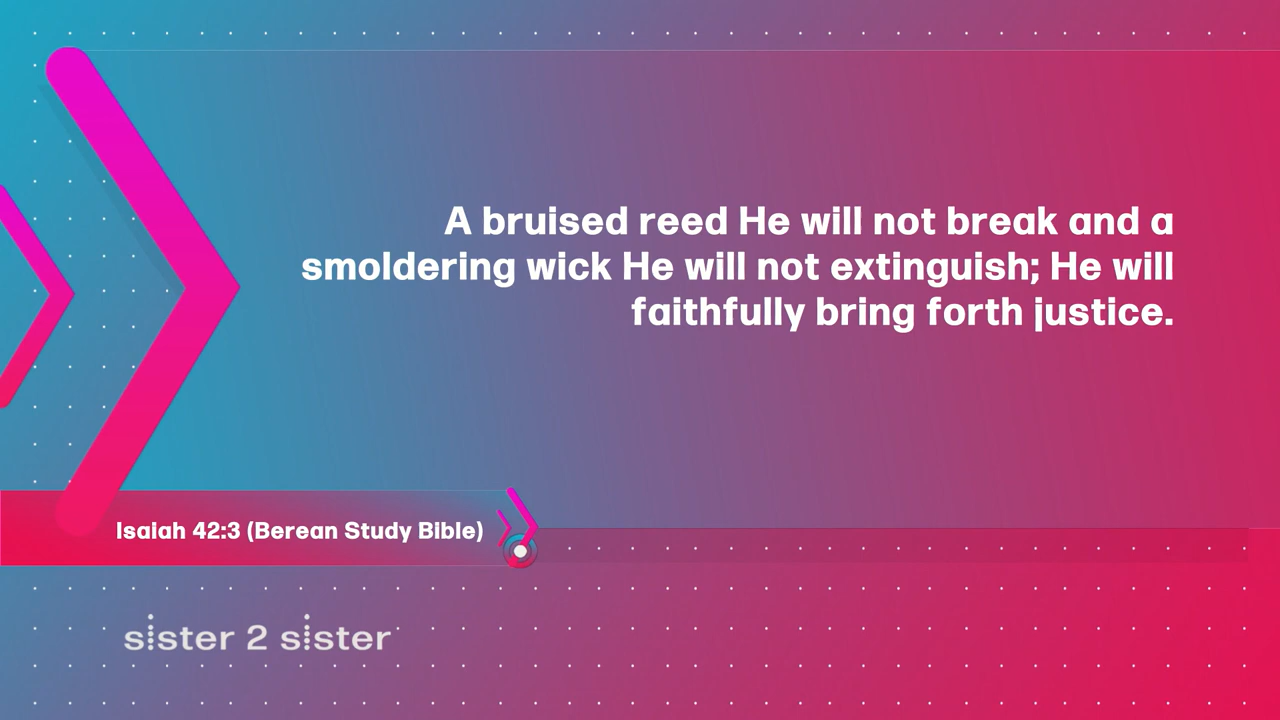 A bruised reed He will not break and a
smoldering wick He will not extinguish; He will
faithfully bring forth justice.
Isaiah 42:3 (Berean Study Bible)
sister 2 sister